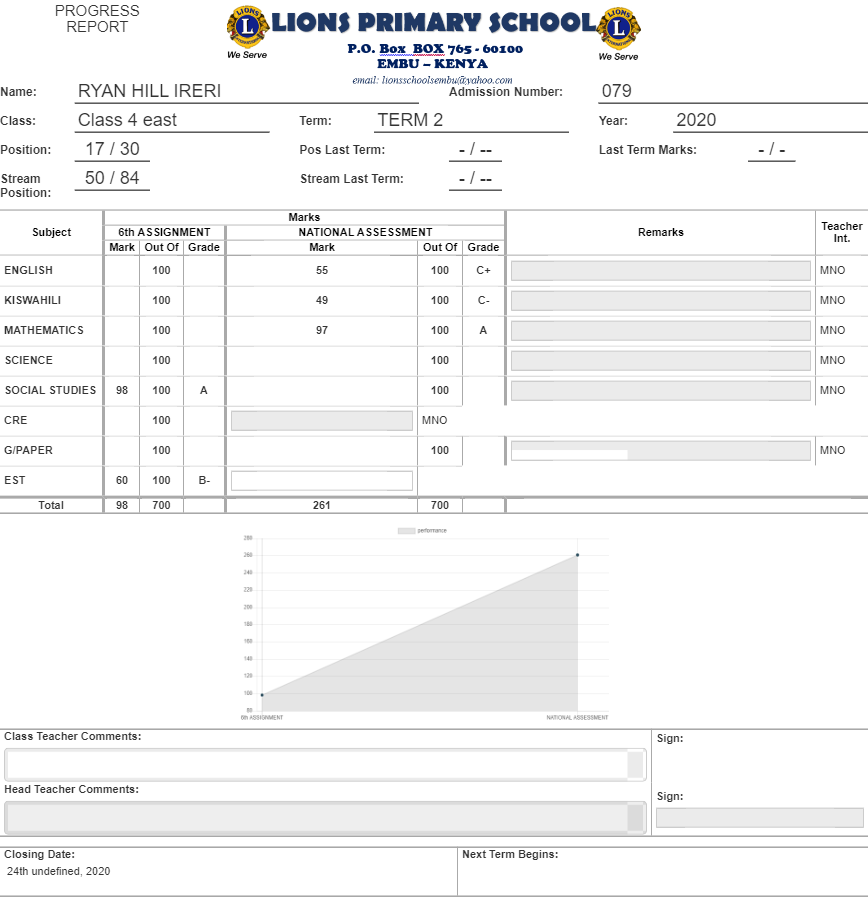 PROGRESS
REPORT
LIONS
L
INTERNATIONAL
We Serve
LIONS PRIMARY SCHOOL
LIONS
L
INTERNATIONAL
We Serve
P.O. Box BOX 765 - 60100
EMBU – KENYA
email: lionsschoolsembu@yahoo.com
Name: RYAN HILL IRERI Admission Number: 079
Class: Class 4 east Term: TERM 2 Year: 2020
Position: 17 / 30 Pos Last Term: - / -- Last Term Marks: - / -
Stream Position: 50 / 84 Stream Last Term: - / --
Subject Marks Remarks Teacher Int.
6th ASSIGNMENT NATIONAL ASSESSMENT
Mark Out Of Grade Mark Out Of Grade
ENGLISH 100 55 100 C+ MNO
KISWAHILI 100 49 100 C- MNO
MATHEMATICS 100 97 100 A MNO
SCIENCE 100 100 MNO
SOCIAL STUDIES 98 100 A 100 MNO
CRE 100 MNO
G/PAPER 100 100 MNO
EST 60 100 B-
Total 98 700 261 700
performance
280
260
240
220
200
180
160
140
120
100
80
6th ASSIGNMENT NATIONAL ASSESSMENT
Class Teacher Comments: Sign:
Head Teacher Comments: Sign:
Closing Date: Next Term Begins:
24th undefined, 2020